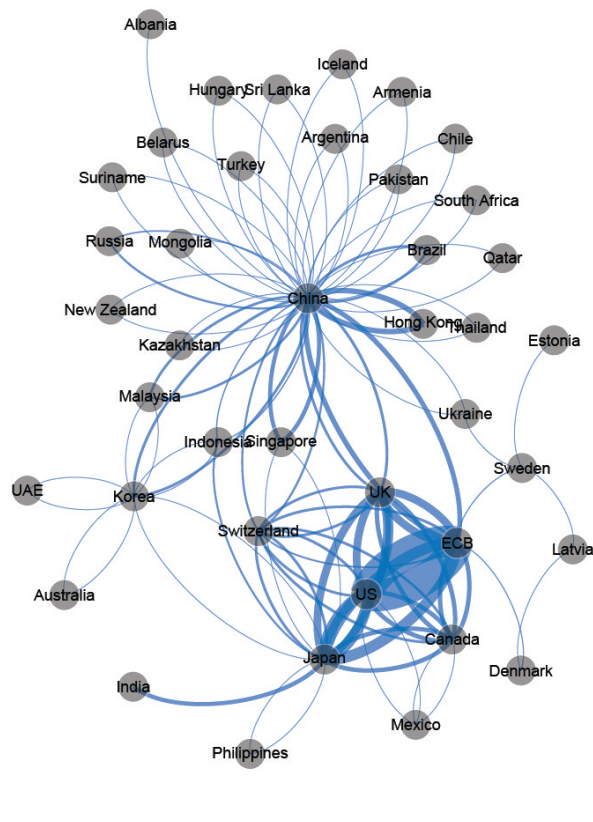 Albania
Iceland
Hungary
Sri Lanka
Armenia
Belarus
Argentina
Chile
Turkey
Suriname
Pakistan
South Africa
Russia
Mongolia
Brazil
Qatar
China
New Zealand
Hong Kong
Thailand
Kazakhstan
Estonia
Malaysia
Ukraine
Indonesia
Singapore
Sweden
UAE
Korea
UK
Switzerland
ECB
Latvia
Australia
US
Canada
Japan
Denmark
India
Mexico
Philippines